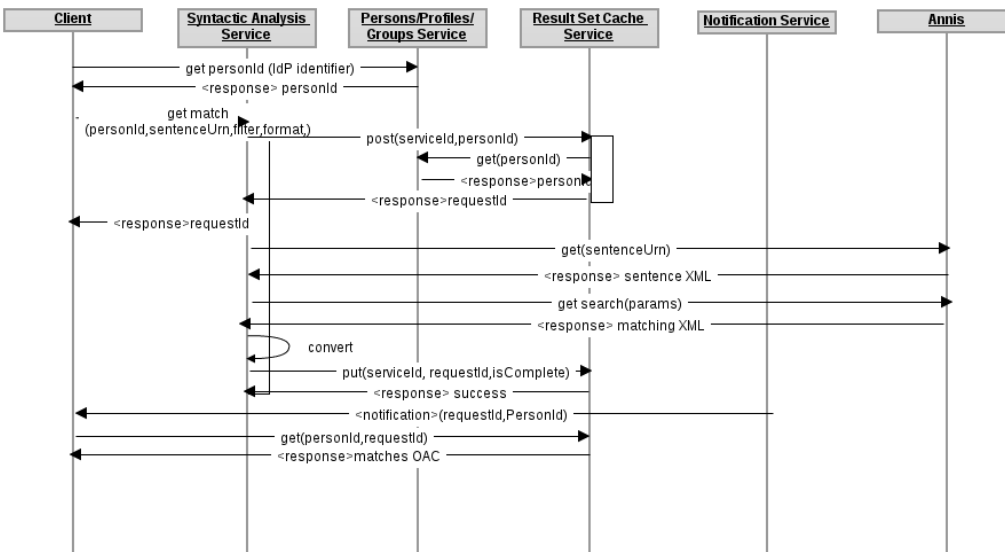 Client
Syntactic Analysis
Service
Persons/Profiles/
Groups Service
Result Set Cache
Service
Notification Service
Annis
get personId (IdP identifier)
<response> personId
get match
(personId,sentenceUrn,filter,format,)
post(serviceId,personId)
get(personId)
<response>personId
<response>requestId
<response>requestId
get(sentenceUrn)
<response> sentence XML
get search(params)
<response> matching XML
convert
put(serviceId, requestId,isComplete)
<response> success
<notification>(requestId,PersonId)
get(personId,requestId)
<response>matches OAC